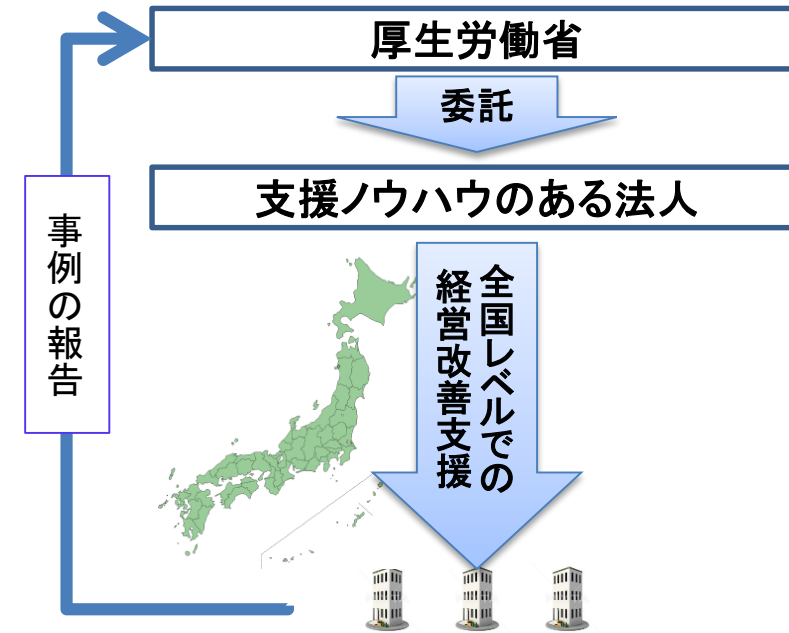 厚生労働省
委託
支援ノウハウのある法人
事例の報告
全国レベルでの
経営改善支援